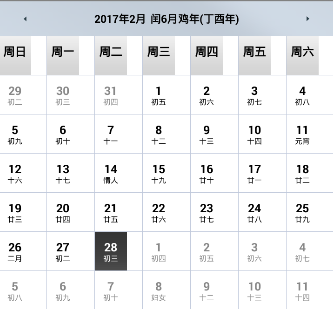 2017年2月 闰6月鸡年(丁酉年)
周日 周一 周二 周三 周四 周五 周六
29 30 31 1 2 3 4
初二 初三 初四 初五 初六 初七 初八
5 6 7 8 9 10 11
初九 初十 十一 十二 十三 十四 元宵
12 13 14 15 16 17 18
十六 十七 情人 十九 廿十 廿一 廿二
19 20 21 22 23 24 25
廿三 廿四 廿五 廿六 廿七 廿八 廿九
26 27 28 1 2 3 4
二月 初二 初三 初四 初五 初六 初七
5 6 7 8 9 10 11
初八 初九 初十 妇女 十二 十三 十四